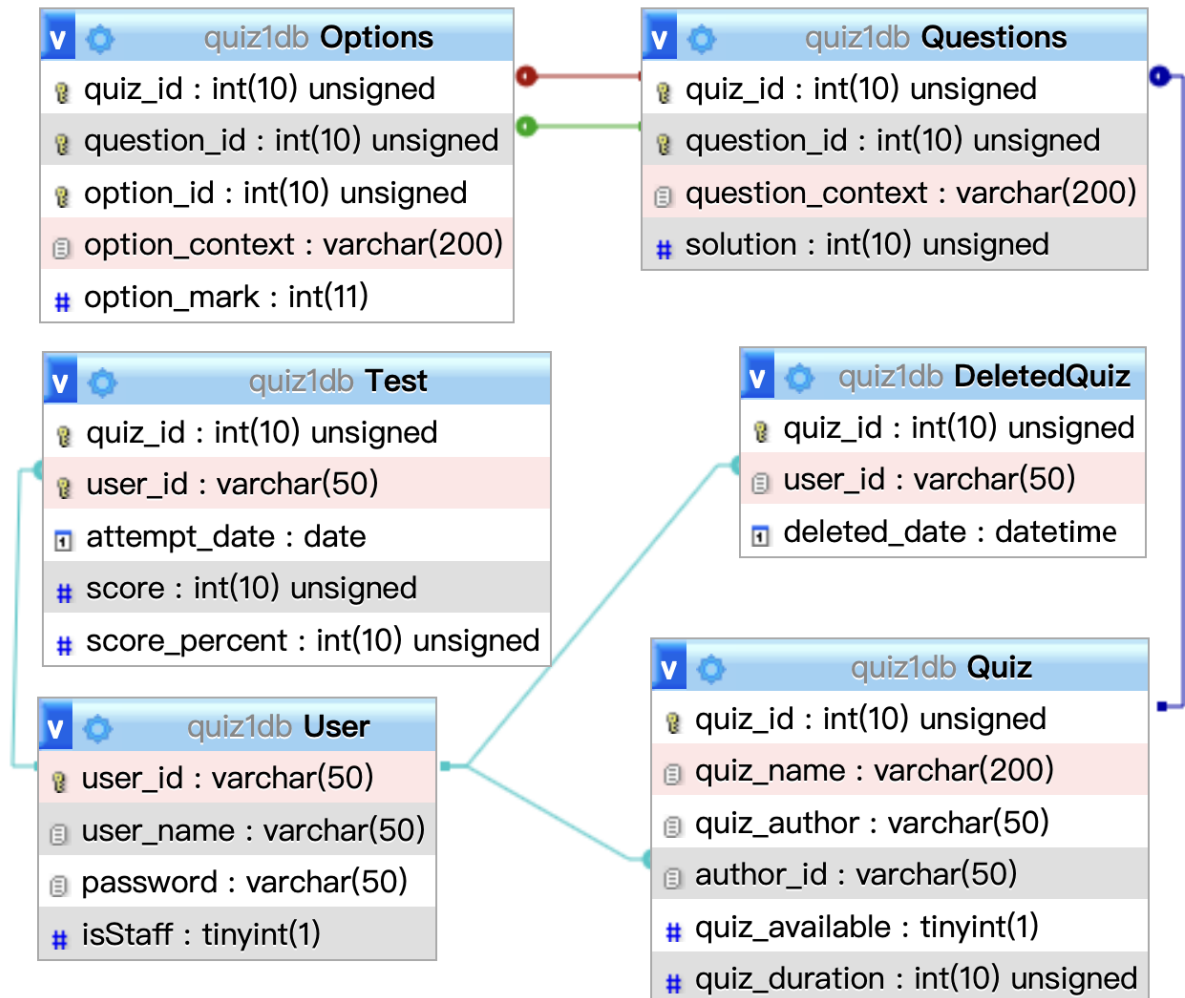 v quiz1db Options
quiz_id : int(10) unsigned
question_id : int(10) unsigned
option_id : int(10) unsigned
option_context : varchar(200)
# option_mark : int(11)
v quiz1db Questions
quiz_id : int(10) unsigned
question_id : int(10) unsigned
question_context : varchar(200)
# solution : int(10) unsigned
v quiz1db Test
quiz_id : int(10) unsigned
user_id : varchar(50)
attempt_date : date
# score : int(10) unsigned
# score_percent : int(10) unsigned
v quiz1db DeletedQuiz
quiz_id : int(10) unsigned
user_id : varchar(50)
deleted_date : datetime
v quiz1db User
user_id : varchar(50)
user_name : varchar(50)
password : varchar(50)
# isStaff : tinyint(1)
v quiz1db Quiz
quiz_id : int(10) unsigned
quiz_name : varchar(200)
quiz_author : varchar(50)
author_id : varchar(50)
# quiz_available : tinyint(1)
# quiz_duration : int(10) unsigned